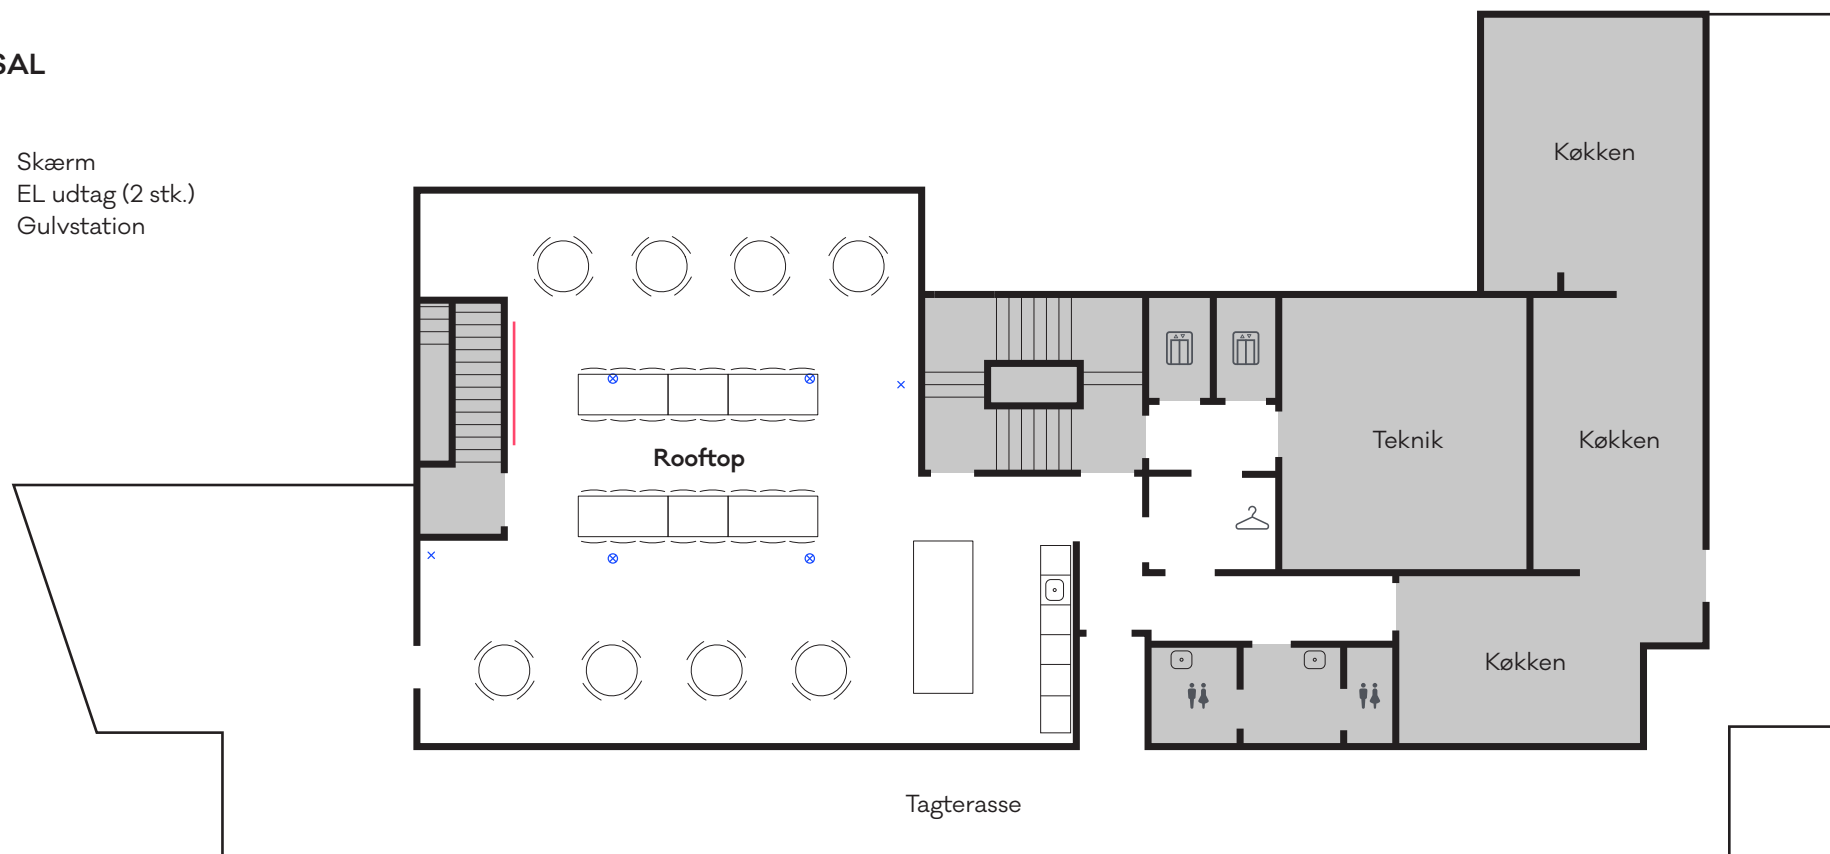 SAL
Skærm
EL udtag (2 stk.)
Gulvstation
Køkken
Rooftop
Teknik
Køkken
Køkken
Tagterasse